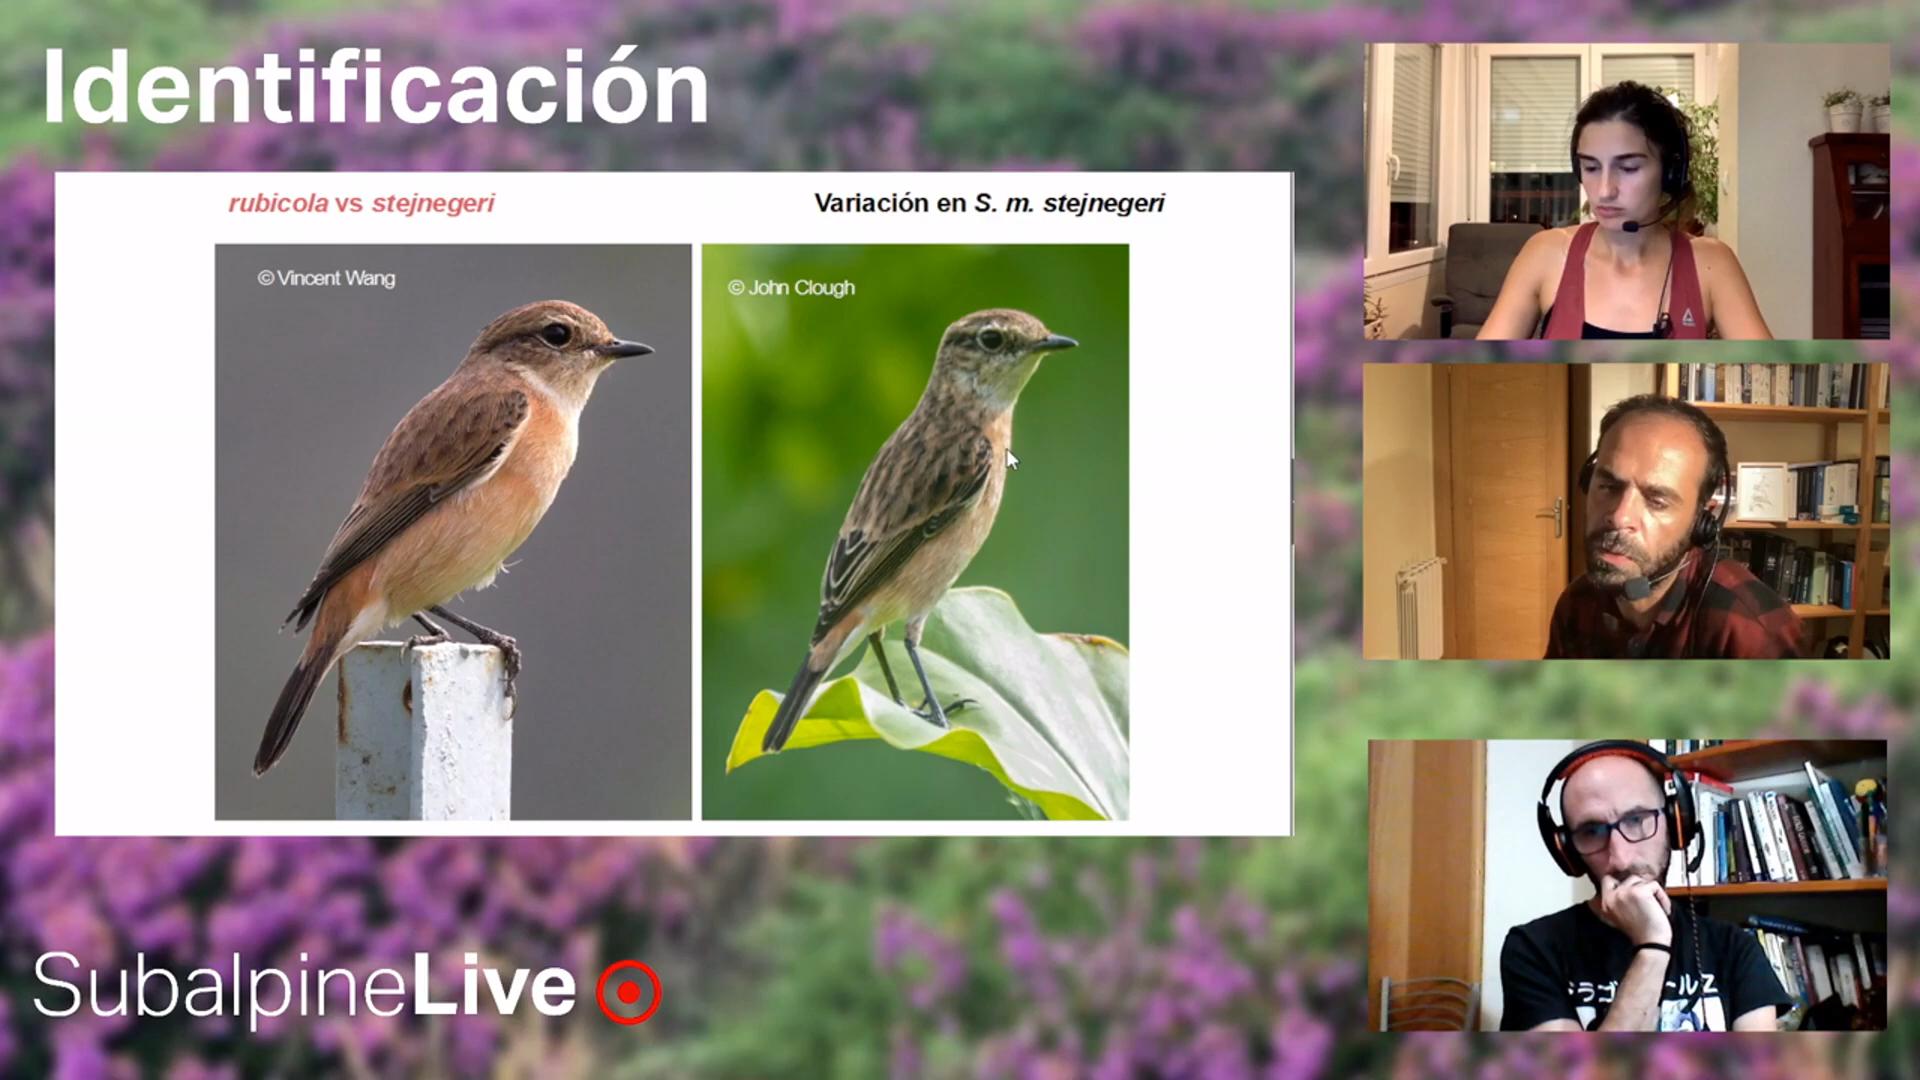 Identificación
rubicola vs stejnegeri
Variación en S. m. stejnegeri
© Vincent Wang
© John Clough
SubalpineLive